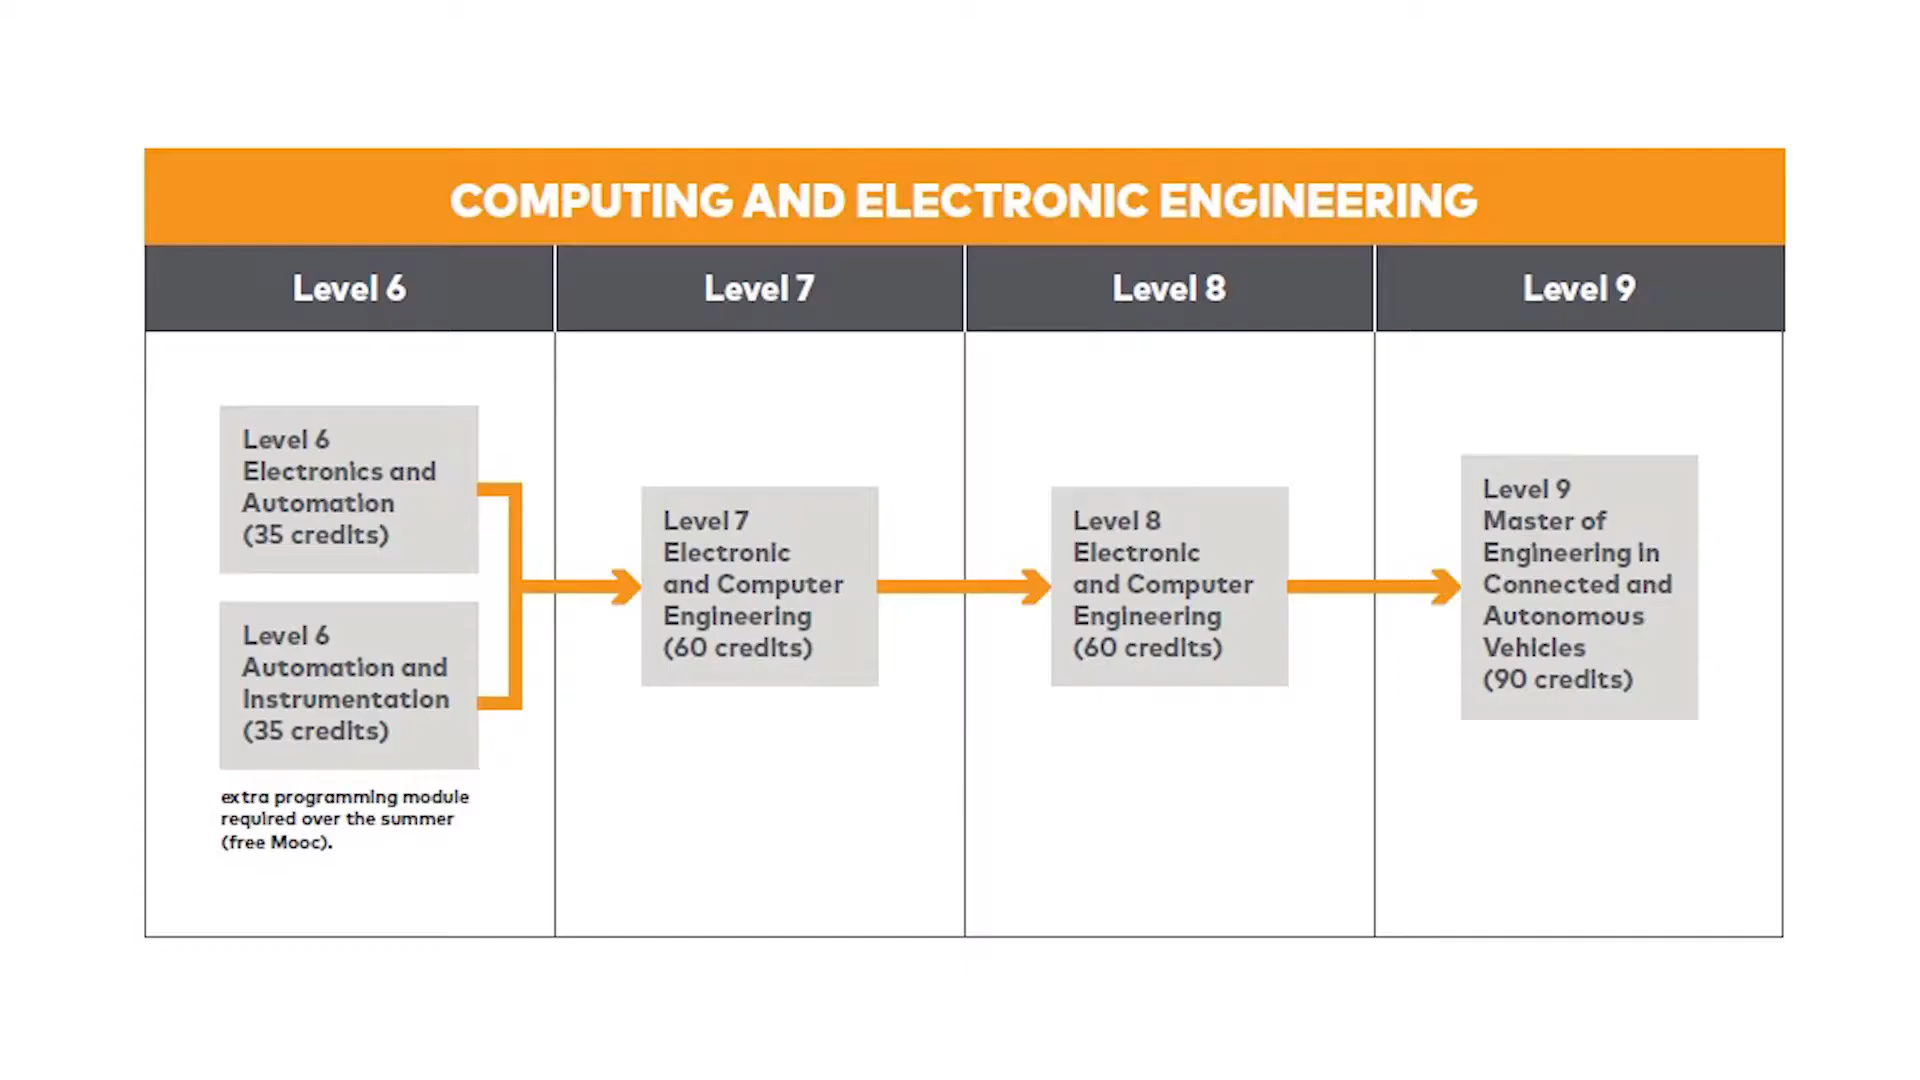 COMPUTING AND ELECTRONIC ENGINEERING
Level 6
Level 7
Level 8
Level 9
Level 6
Electronics and
Automation
(35 credits)
Level 6
Automation and
Instrumentation
(35 credits)
extra programming module
required over the summer
(free Mooc).
Level 7
Electronic
and Computer
Engineering
(60 credits)
Level 8
Electronic
and Computer
Engineering
(60 credits)
Level 9
Master of
Engineering in
Connected and
Autonomous
Vehicles
(90 credits)